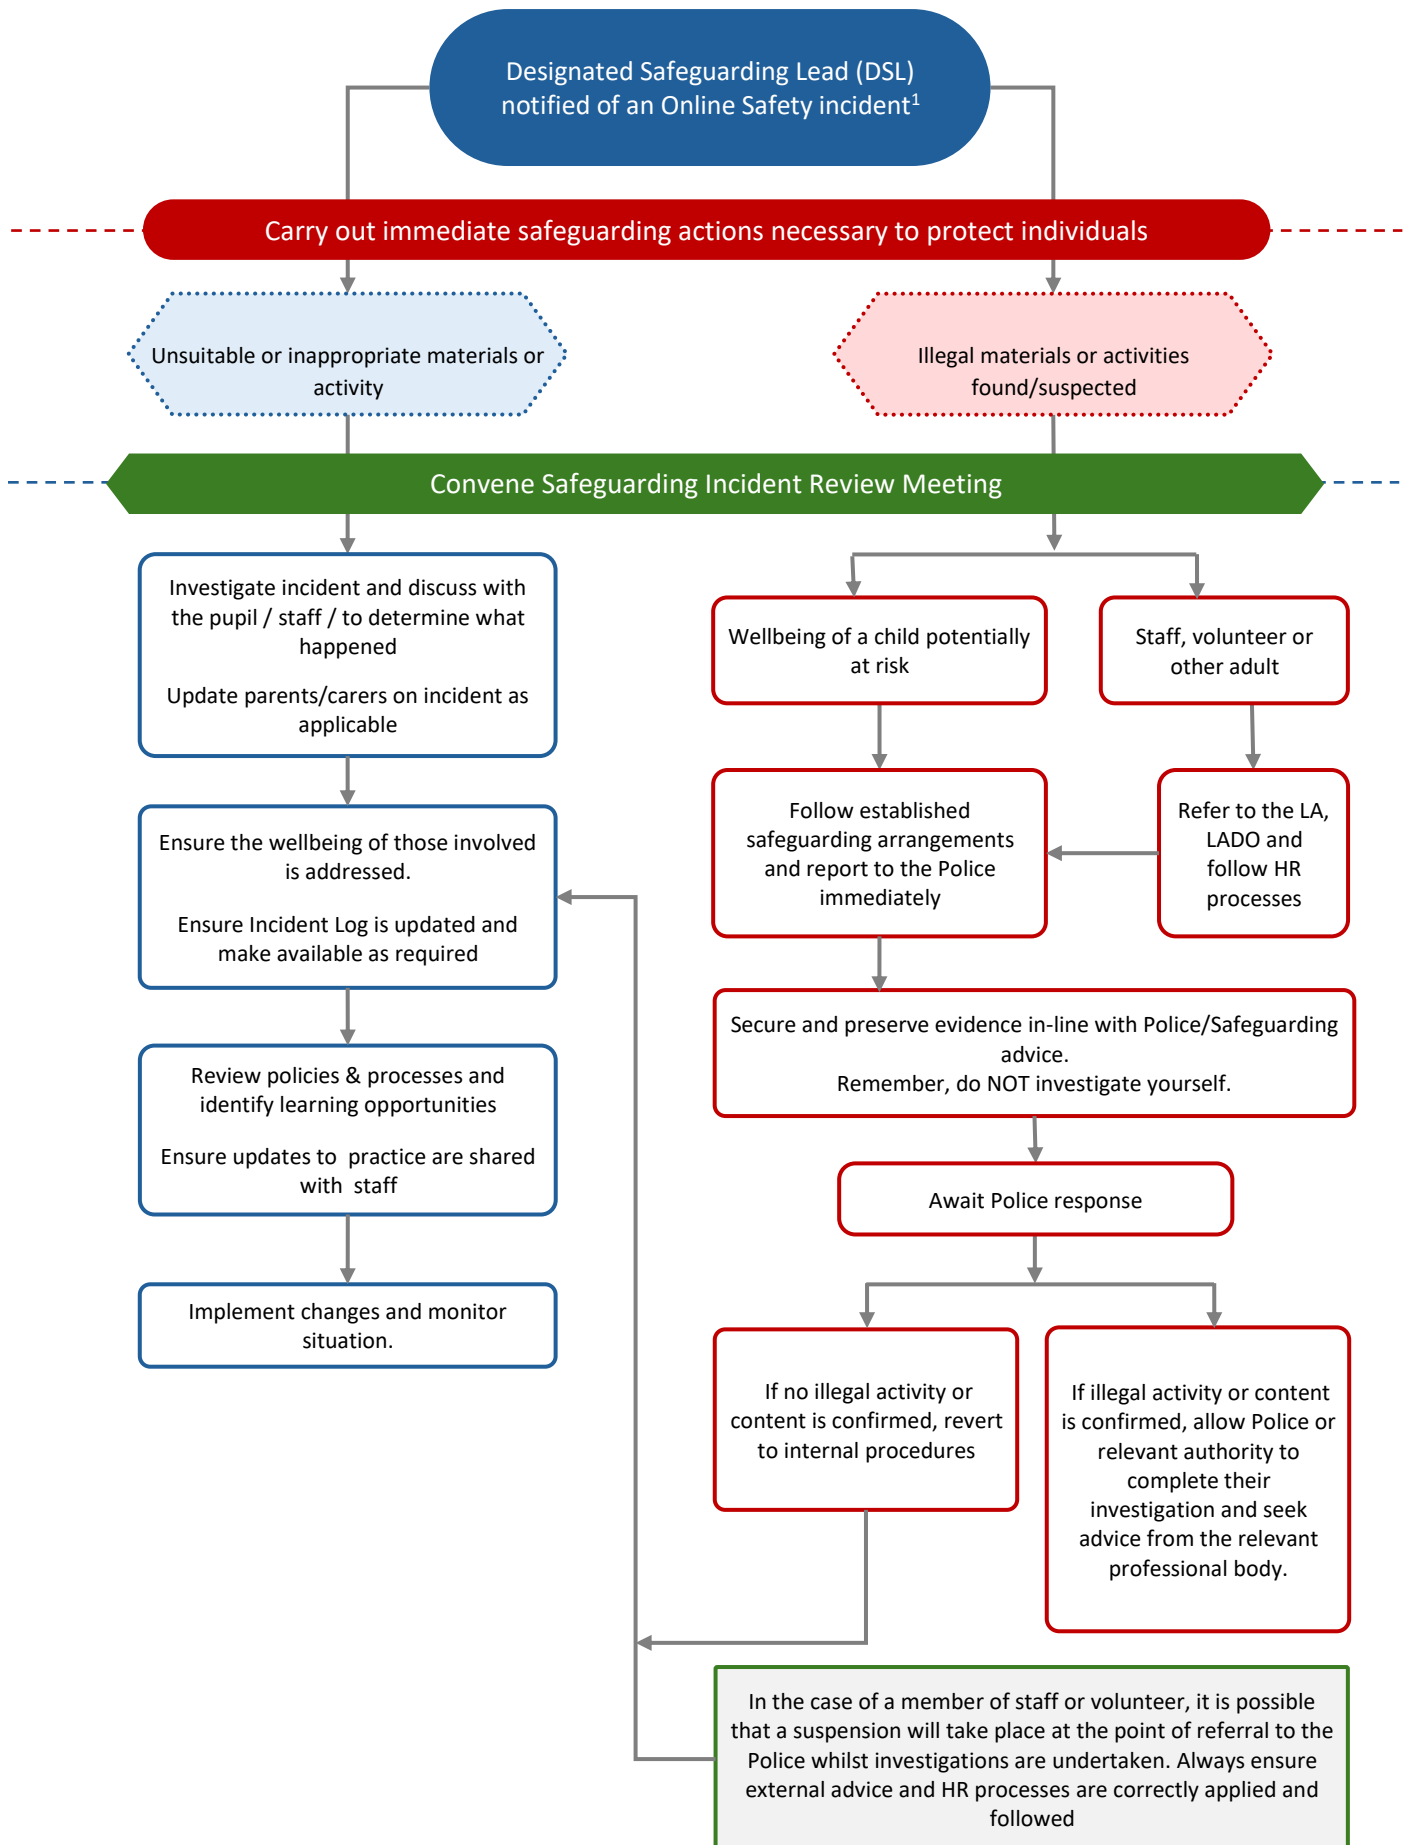 Designated Safeguarding Lead (DSL)
notified of an Online Safety incident1
Carry out immediate safeguarding actions necessary to protect individuals
Unsuitable or inappropriate materials or
activity
Illegal materials or activities
found/suspected
Convene Safeguarding Incident Review Meeting
Investigate incident and discuss with
the pupil / staff / to determine what
happened
Update parents/carers on incident as
applicable
Ensure the wellbeing of those involved
is addressed.
Ensure Incident Log is updated and
make available as required
Review policies & processes and
identify learning opportunities
Ensure updates to  practire are shared
with  staff
Implement changes and monitor
situation.
Wellbeing of a child potentially
at risk
Staff, volunteer or
other adult
Follow established
safeguarding arrangements
and report to the Police
immediately
Refer to the LA,
LADO and
follow HR
processes
Secure and preserve evidence in-line with Police/Safeguarding
advice.
Remember, do NOT investigate yourself.
Await Police response
If no illegal activity or
content is confirmed, revert
to internal procedures
If illegal activity or content
is confirmed, allow Police or
relevant authority to
complete their
investigation and seek
advice from the relevant
professional body.
In the case of a member of staff or volunteer, it is possible
that a suspension will take place at the point of referral to the
Police whilst investigations are undertaken. Always ensure
external advice and HR processes are correctly applied and
followed